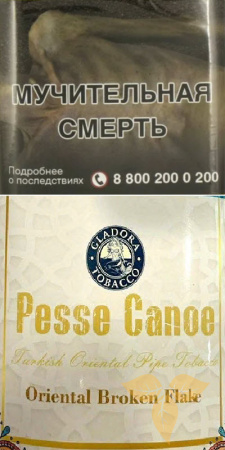 МУЧИТЕЛЬНАЯ
СМЕРТЬ
Подробнее
о последствиях
8 800 200 0 200
GLADORA
TOBACCO
Pesse Canoe
Turkish Oriental Pipe Tobacco
Oriental Broken Flake